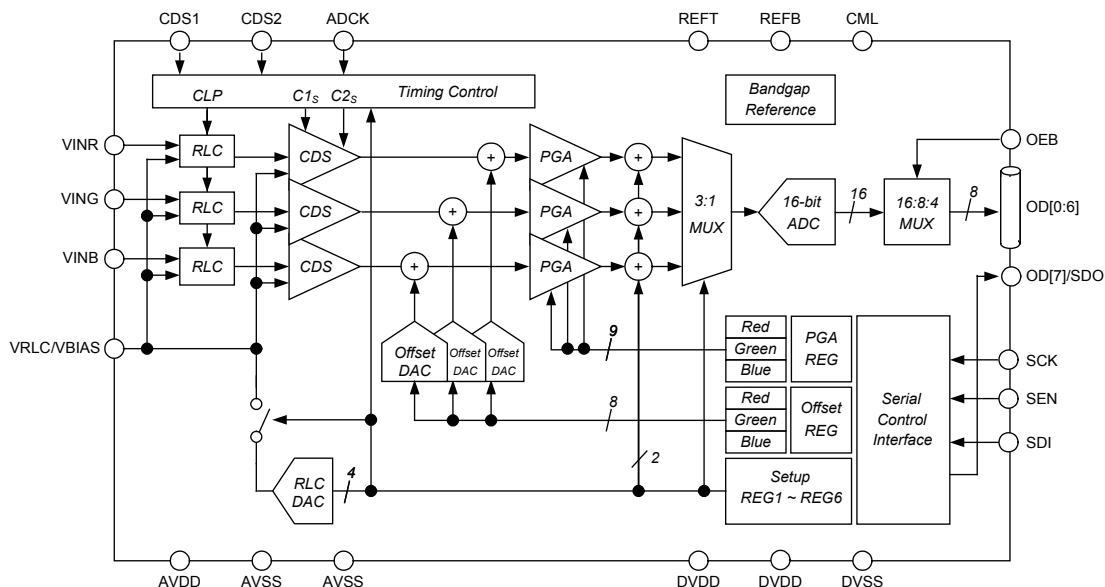 CDS1 CDS2 ADCK REFT REFB CML
CLP C1S C2S Timing Control
Bandgap
Reference
VINR
RLC
CDS
+
PGA
+
OEB
VING
RLC
CDS
+
PGA
+
3:1
MUX
16-bit
ADC
16
16:8:4
MUX
8
OD[0:6]
VINB
RLC
CDS
+
PGA
+
OD[7]/SDO
VRLC/VBIAS
Offset
DAC
Offset
DAC
Offset
DAC
9
Red
Green
Blue
PGA
REG
SCK
8
Red
Green
Blue
Offset
REG
Serial
Control
Interface
SEN
SDI
RLC
DAC
4
2
Setup
REG1 ~ REG6
AVDD AVSS AVSS DVDD DVDD DVSS